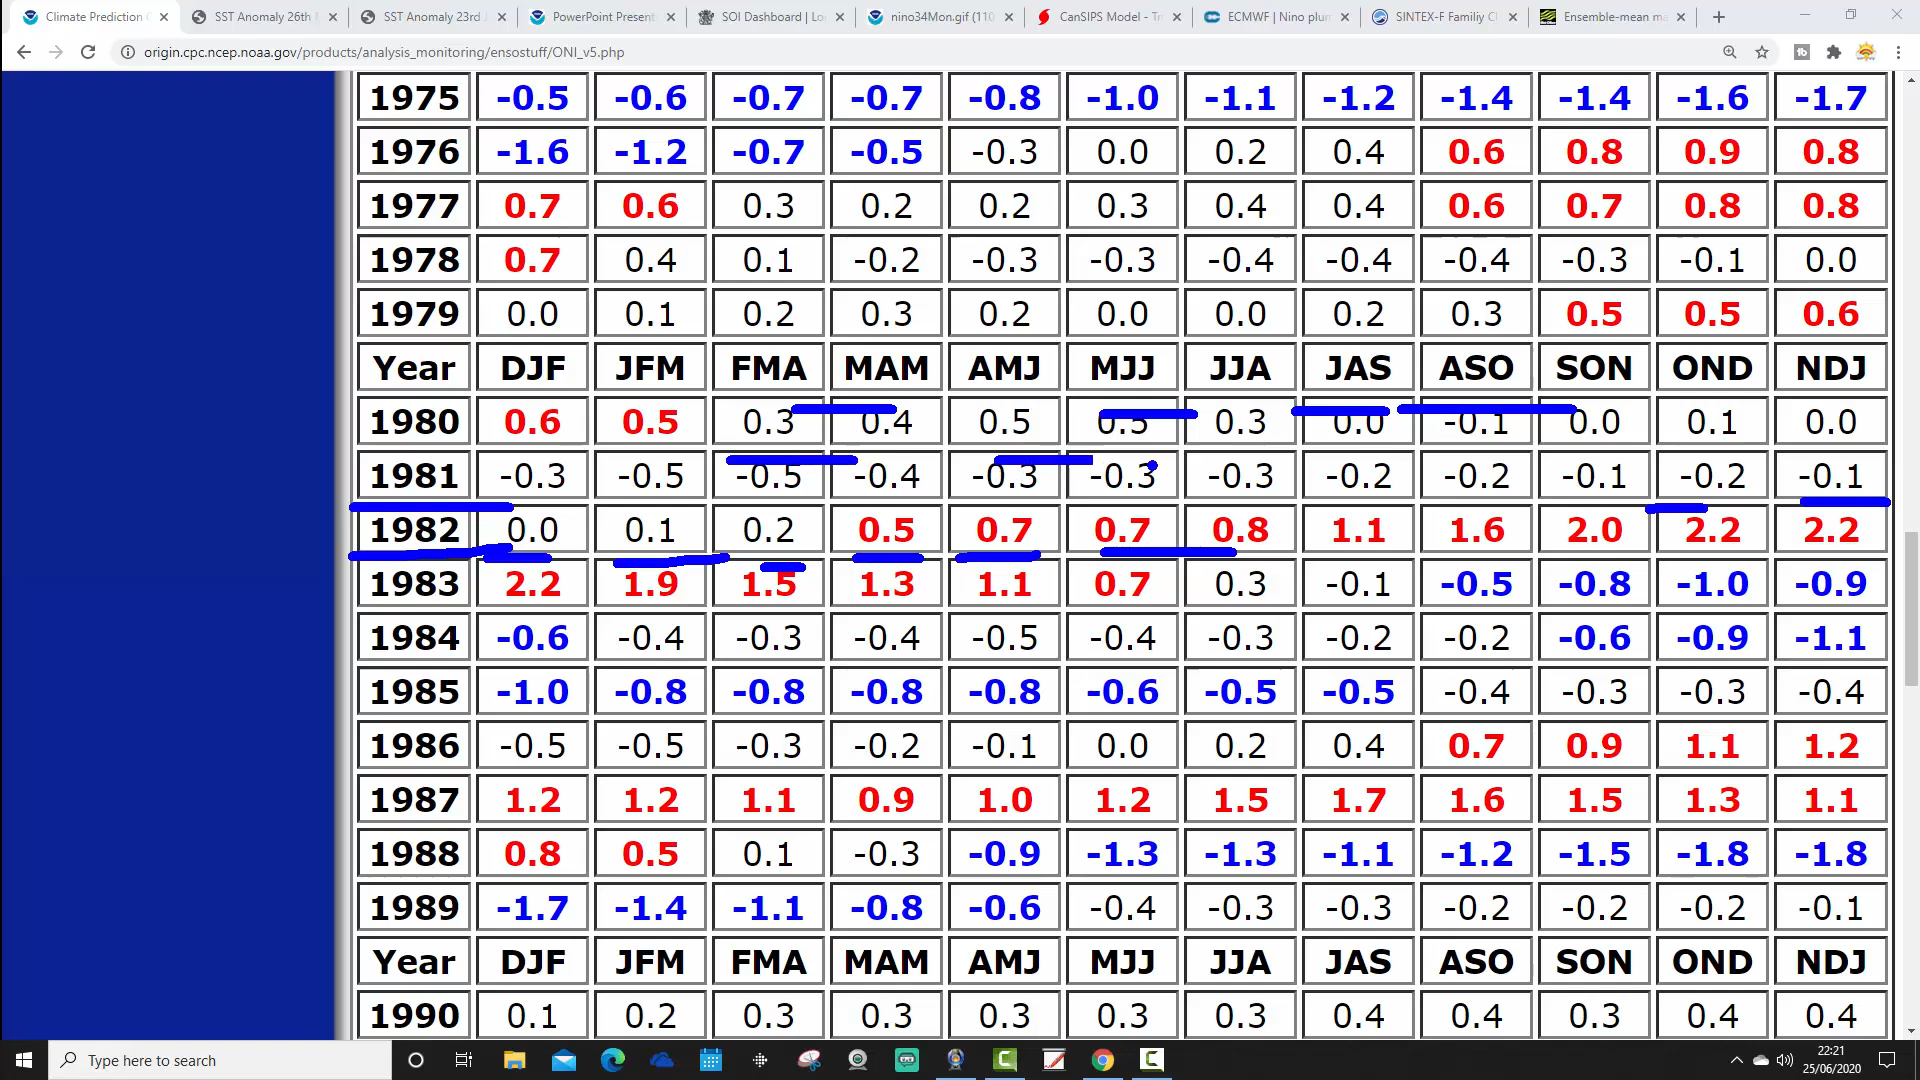 Climate Prediction C
SST Anomaly 26th M
SST Anomaly 23rd J
PowerPoint Present
SOI Dashboard | Lo
nino34Mon.gif (110
CanSIPS Model - Tr
ECMWF | Nino plum
SINTEX-F Familiy Cl
Ensemble-mean ma
origin.cpc.ncep.noaa.gov/products/analysis_monitoring/ensostuff/ONI_v5.php
1975 -0.5 -0.6 -0.7 -0.7 -0.8 -1.0 -1.1 -1.2 -1.4 -1.4 -1.6 -1.7
1976 -1.6 -1.2 -0.7 -0.5 -0.3 0.0 0.2 0.4 0.6 0.8 0.9 0.8
1977 0.7 0.6 0.3 0.2 0.2 0.3 0.4 0.4 0.6 0.7 0.8 0.8
1978 0.7 0.4 0.1 -0.2 -0.3 -0.3 -0.4 -0.4 -0.4 -0.3 -0.1 0.0
1979 0.0 0.1 0.2 0.3 0.2 0.0 0.0 0.2 0.3 0.5 0.5 0.6
Year DJF JFM FMA MAM AMJ MJJ JJA JAS ASO SON OND NDJ
1980 0.6 0.5 0.3 0.4 0.5 0.5 0.3 0.0 -0.1 0.0 0.1 0.0
1981 -0.3 -0.5 -0.5 -0.4 -0.3 -0.3 -0.3 -0.2 -0.2 -0.1 -0.2 -0.1
1982 0.0 0.1 0.2 0.5 0.7 0.7 0.8 1.1 1.6 2.0 2.2 2.2
1983 2.2 1.9 1.5 1.3 1.1 0.7 0.3 -0.1 -0.5 -0.8 -1.0 -0.9
1984 -0.6 -0.4 -0.3 -0.4 -0.5 -0.4 -0.3 -0.2 -0.2 -0.6 -0.9 -1.1
1985 -1.0 -0.8 -0.8 -0.8 -0.8 -0.6 -0.5 -0.5 -0.4 -0.3 -0.3 -0.4
1986 -0.5 -0.5 -0.3 -0.2 -0.1 0.0 0.2 0.4 0.7 0.9 1.1 1.2
1987 1.2 1.2 1.1 0.9 1.0 1.2 1.5 1.7 1.6 1.5 1.3 1.1
1988 0.8 0.5 0.1 -0.3 -0.9 -1.3 -1.3 -1.1 -1.2 -1.5 -1.8 -1.8
1989 -1.7 -1.4 -1.1 -0.8 -0.6 -0.4 -0.3 -0.3 -0.2 -0.2 -0.2 -0.1
Year DJF JFM FMA MAM AMJ MJJ JJA JAS ASO SON OND NDJ
1990 0.1 0.2 0.3 0.3 0.3 0.3 0.3 0.4 0.4 0.3 0.4 0.4
Type here to search
22:21
25/06/2020